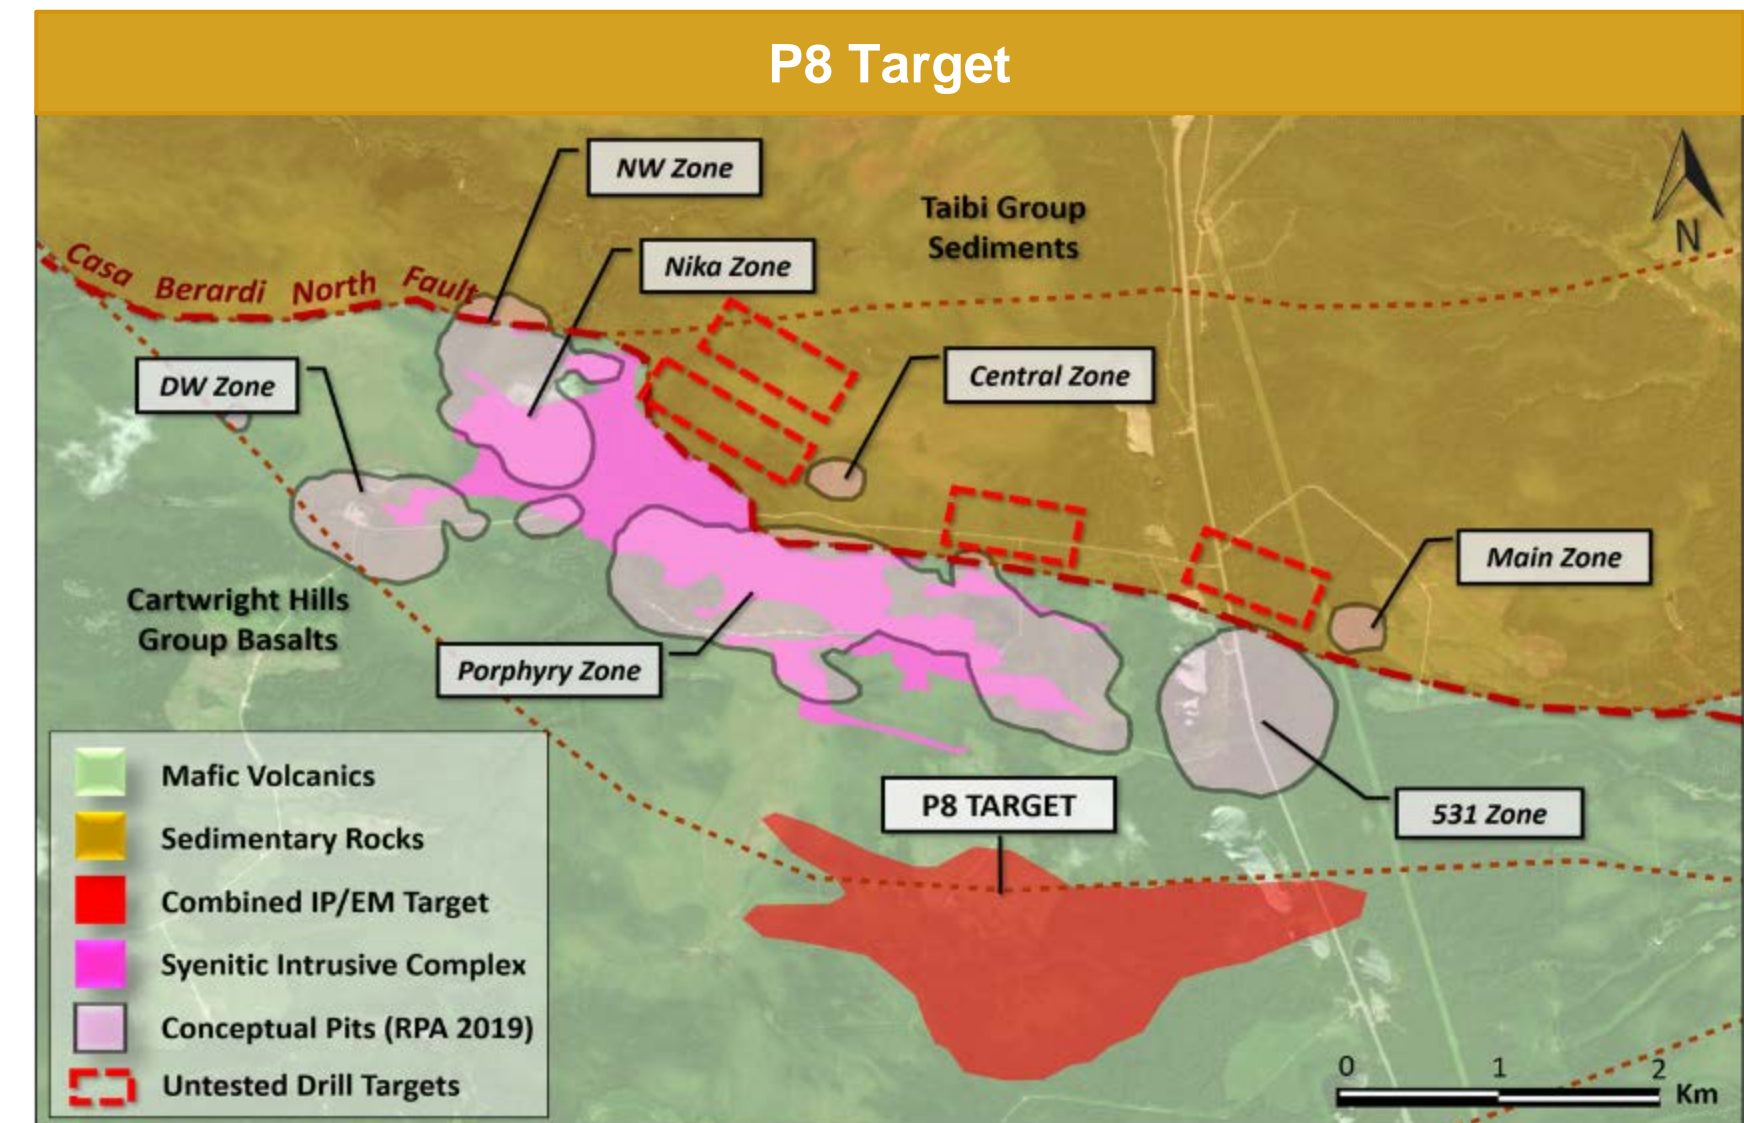 P8 Target
NW Zone
Taibi Group
Sediments
N
Casa Berardi North Fault
Nika Zone
DW Zone
Central Zone
Main Zone
Cartwright Hills
Group Basalts
Porphyry Zone
P8 TARGET
531 Zone
Mafic Volcanics
Sedimentary Rocks
Combined IP/EM Target
Syenitic Intrusive Complex
Conceptual Pits (RPA 2019)
Untested Drill Targets
0 1 2
Km